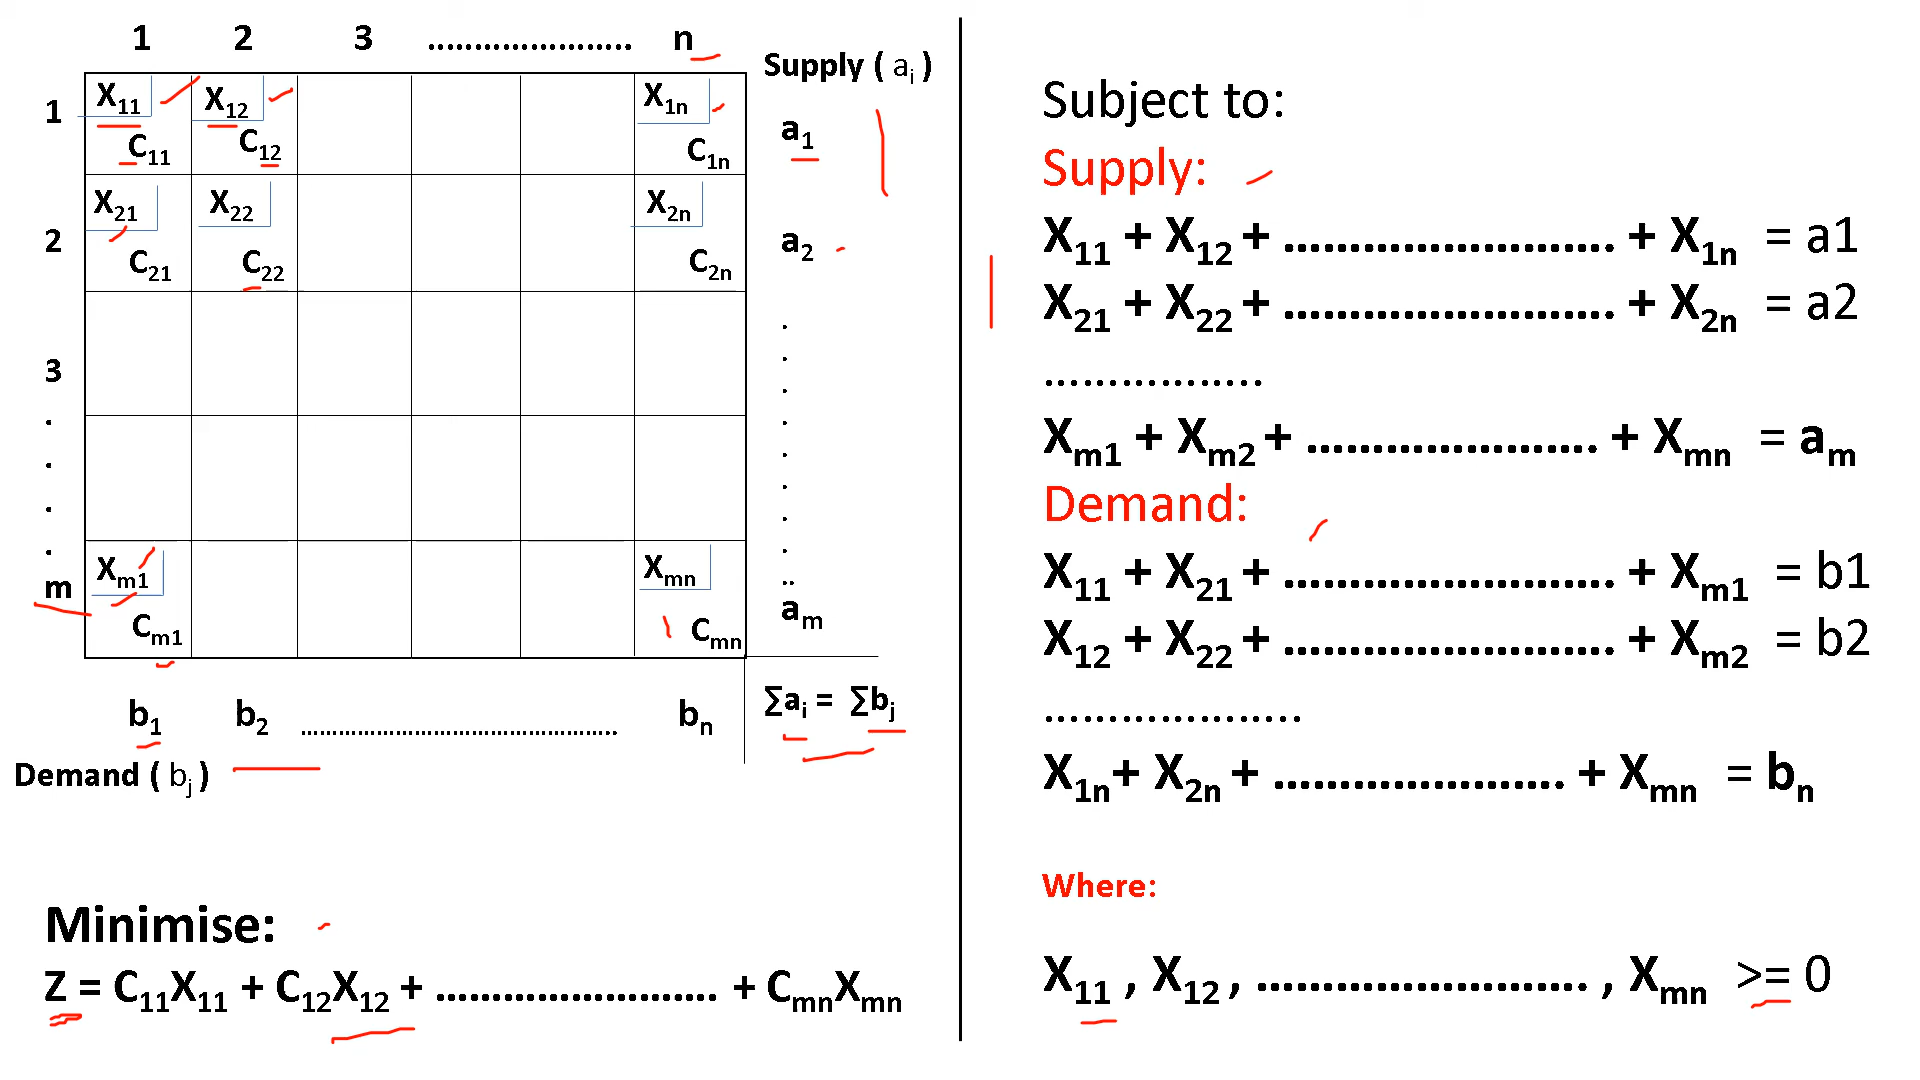 1 2 3 ...................... n
Supply ( ai )
1 X11 X12 X1n
C11 C12 C1n a1
X21 X22 X2n
2 a2
C21 C22 C2n
.
.
.
3
. .
. .
. .
. .
Xm1 Xmn ..
m am
Cm1 Cmn
b1 b2 ........................................... bn ∑ai = ∑bj
Demand ( bj )
Minimise:
Z = C11X11 + C12X12 + ......................... + CmnXmn
Subject to:
Supply:
X11 + X12 + ........................... + X1n = a1
X21 + X22 + ........................... + X2n = a2
.................
Xm1 + Xm2 + ........................ + Xmn = am
Demand:
X11 + X21 + ........................... + Xm1 = b1
X12 + X22 + ........................... + Xm2 = b2
....................
X1n+ X2n + ........................ + Xmn = bn
Where:
X11 , X12 , ........................... , Xmn >= 0